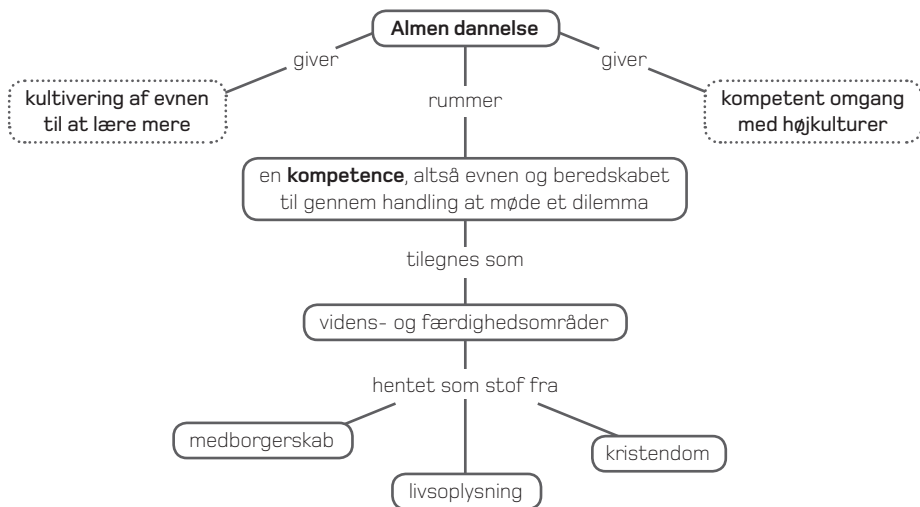 Almen dannelse
giver
giver
kultivering af evnen
til at lære mere
rummer
kompetent omgang
med højkulturer
en kompetence, altså evnen og beredskabet
til gennem handling at møde et dilemma
tilegnes som
videns- og færdighedsområder
hentet som stof fra
medborgerskab
kristendom
livsoplysning